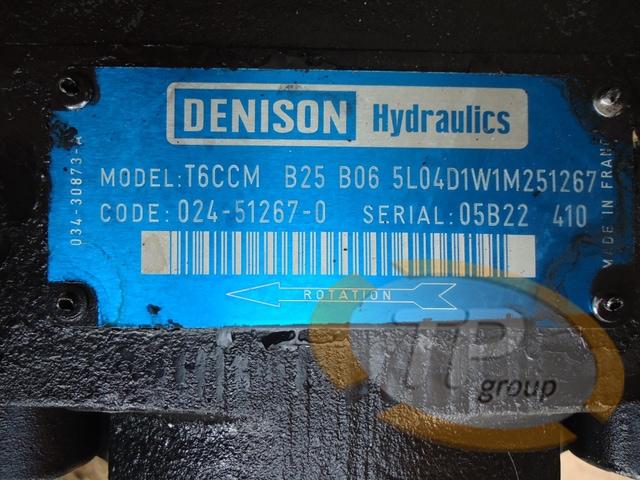 DENISON Hydraulics
MODEL:T6CCM B25 B06 5L04D1W1M251267
CODE: 024-51267-0 SERIAL: 05B22 410
ROTATION
034-30873-A
MADE IN FRANCE
TP
group